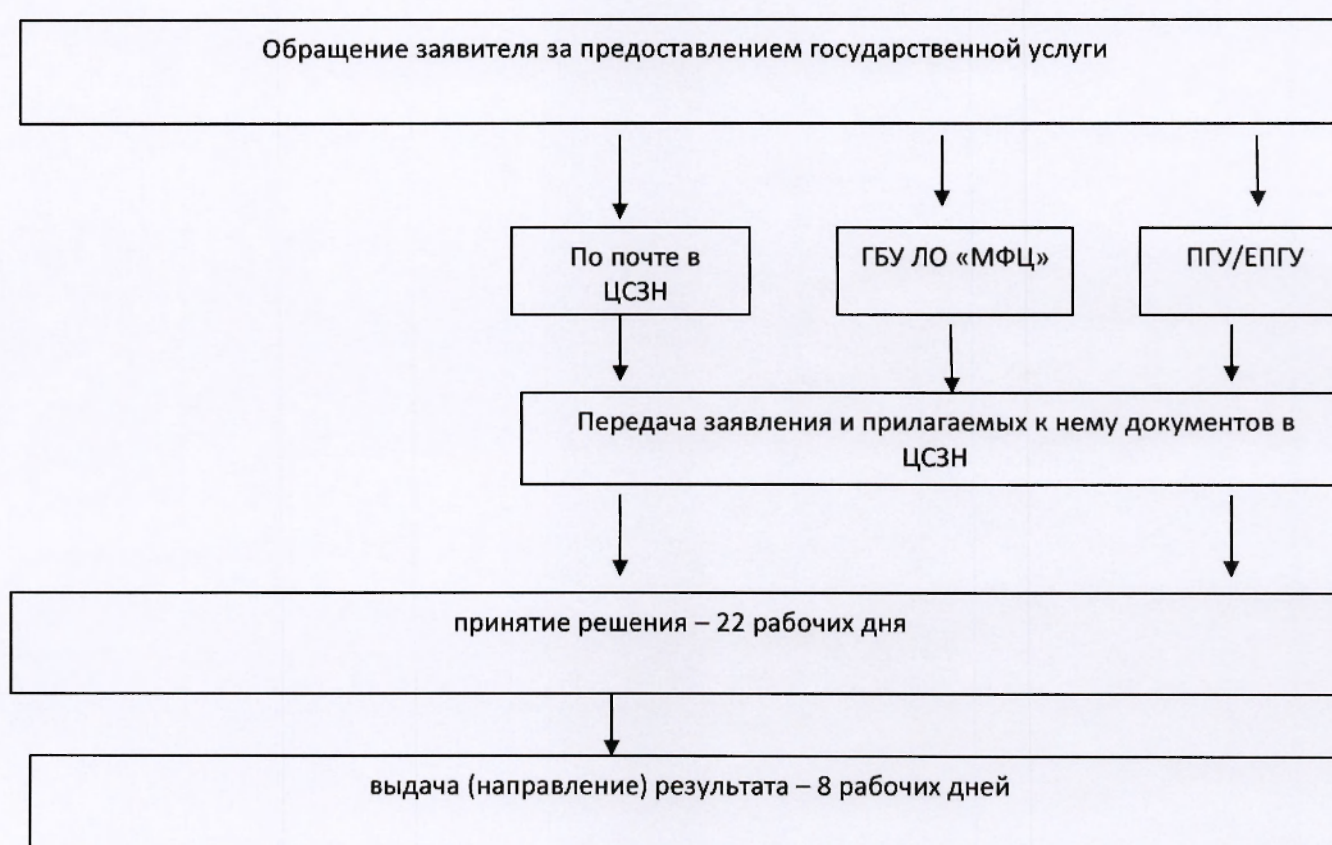 Обращение заявителя за предоставлением государственной услуги
По почте в
ЦСЗН
ГБУ ЛО «МФЦ»
ПГУ/ЕПГУ
Передача заявления и прилагаемых к нему документов в
ЦСЗН
принятие решения – 22 рабочих дня
выдача (направление) результата – 8 рабочих дней